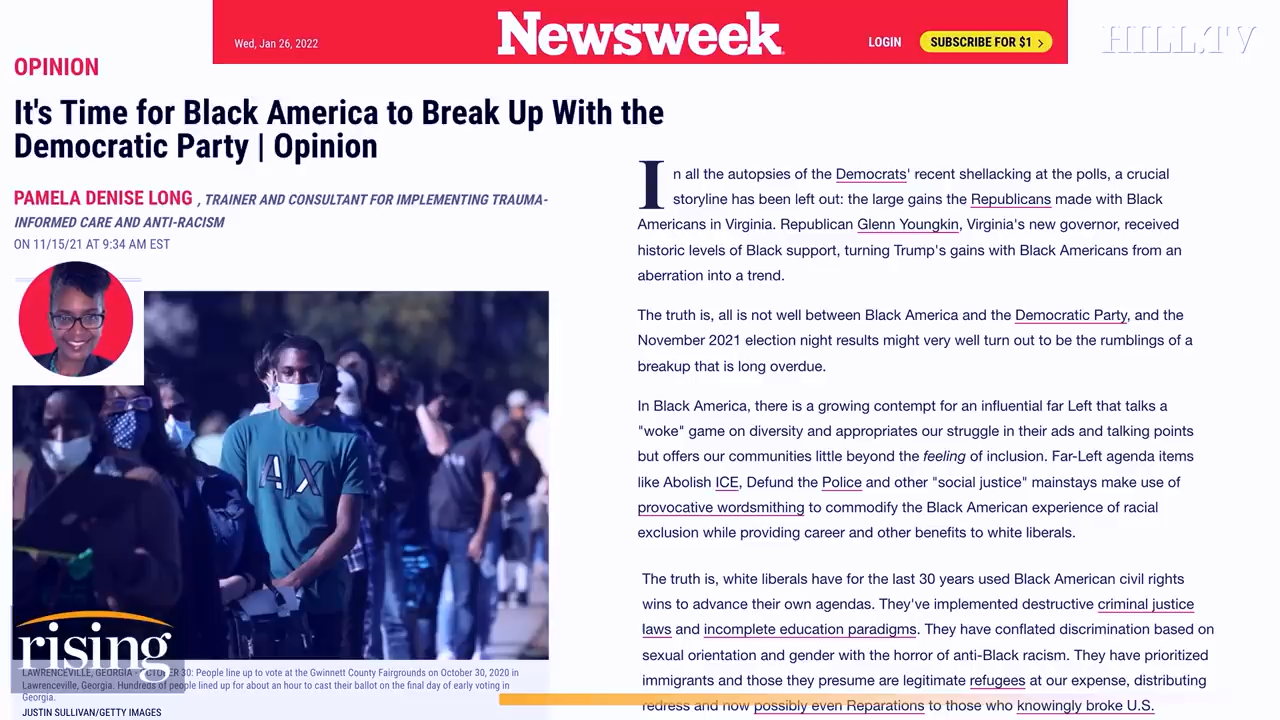 Wed, Jan 26, 2022
Newsweek
LOGIN
SUBSCRIBE FOR $1 >
HILL.TV
OPINION
It's Time for Black America to Break Up With the
Democratic Party | Opinion
PAMELA DENISE LONG , TRAINER AND CONSULTANT FOR IMPLEMENTING TRAUMA-
INFORMED CARE AND ANTI-RACISM
ON 11/15/21 AT 9:34 AM EST
A|X
rising
LAWRENCEVILLE, GEORGIA - OCTOBER 30: People line up to vote at the Gwinnett County Fairgrounds on October 30, 2020 in
Lawrenceville, Georgia. Hundreds of people lined up for about an hour to cast their ballot on the final day of early voting in
Georgia.
JUSTIN SULLIVAN/GETTY IMAGES
In all the autopsies of the Democrats' recent shellacking at the polls, a crucial
storyline has been left out: the large gains the Republicans made with Black
Americans in Virginia. Republican Glenn Youngkin, Virginia's new governor, received
historic levels of Black support, turning Trump's gains with Black Americans from an
aberration into a trend.
The truth is, all is not well between Black America and the Democratic Party, and the
November 2021 election night results might very well turn out to be the rumblings of a
breakup that is long overdue.
In Black America, there is a growing contempt for an influential far Left that talks a
"woke" game on diversity and appropriates our struggle in their ads and talking points
but offers our communities little beyond the feeling of inclusion. Far-Left agenda items
like Abolish ICE, Defund the Police and other "social justice" mainstays make use of
provocative wordsmithing to commodify the Black American experience of racial
exclusion while providing career and other benefits to white liberals.
The truth is, white liberals have for the last 30 years used Black American civil rights
wins to advance their own agendas. They've implemented destructive criminal justice
laws and incomplete education paradigms. They have conflated discrimination based on
sexual orientation and gender with the horror of anti-Black racism. They have prioritized
immigrants and those they presume are legitimate refugees at our expense, distributing
redress and now possibly even Reparations to those who knowingly broke U.S.